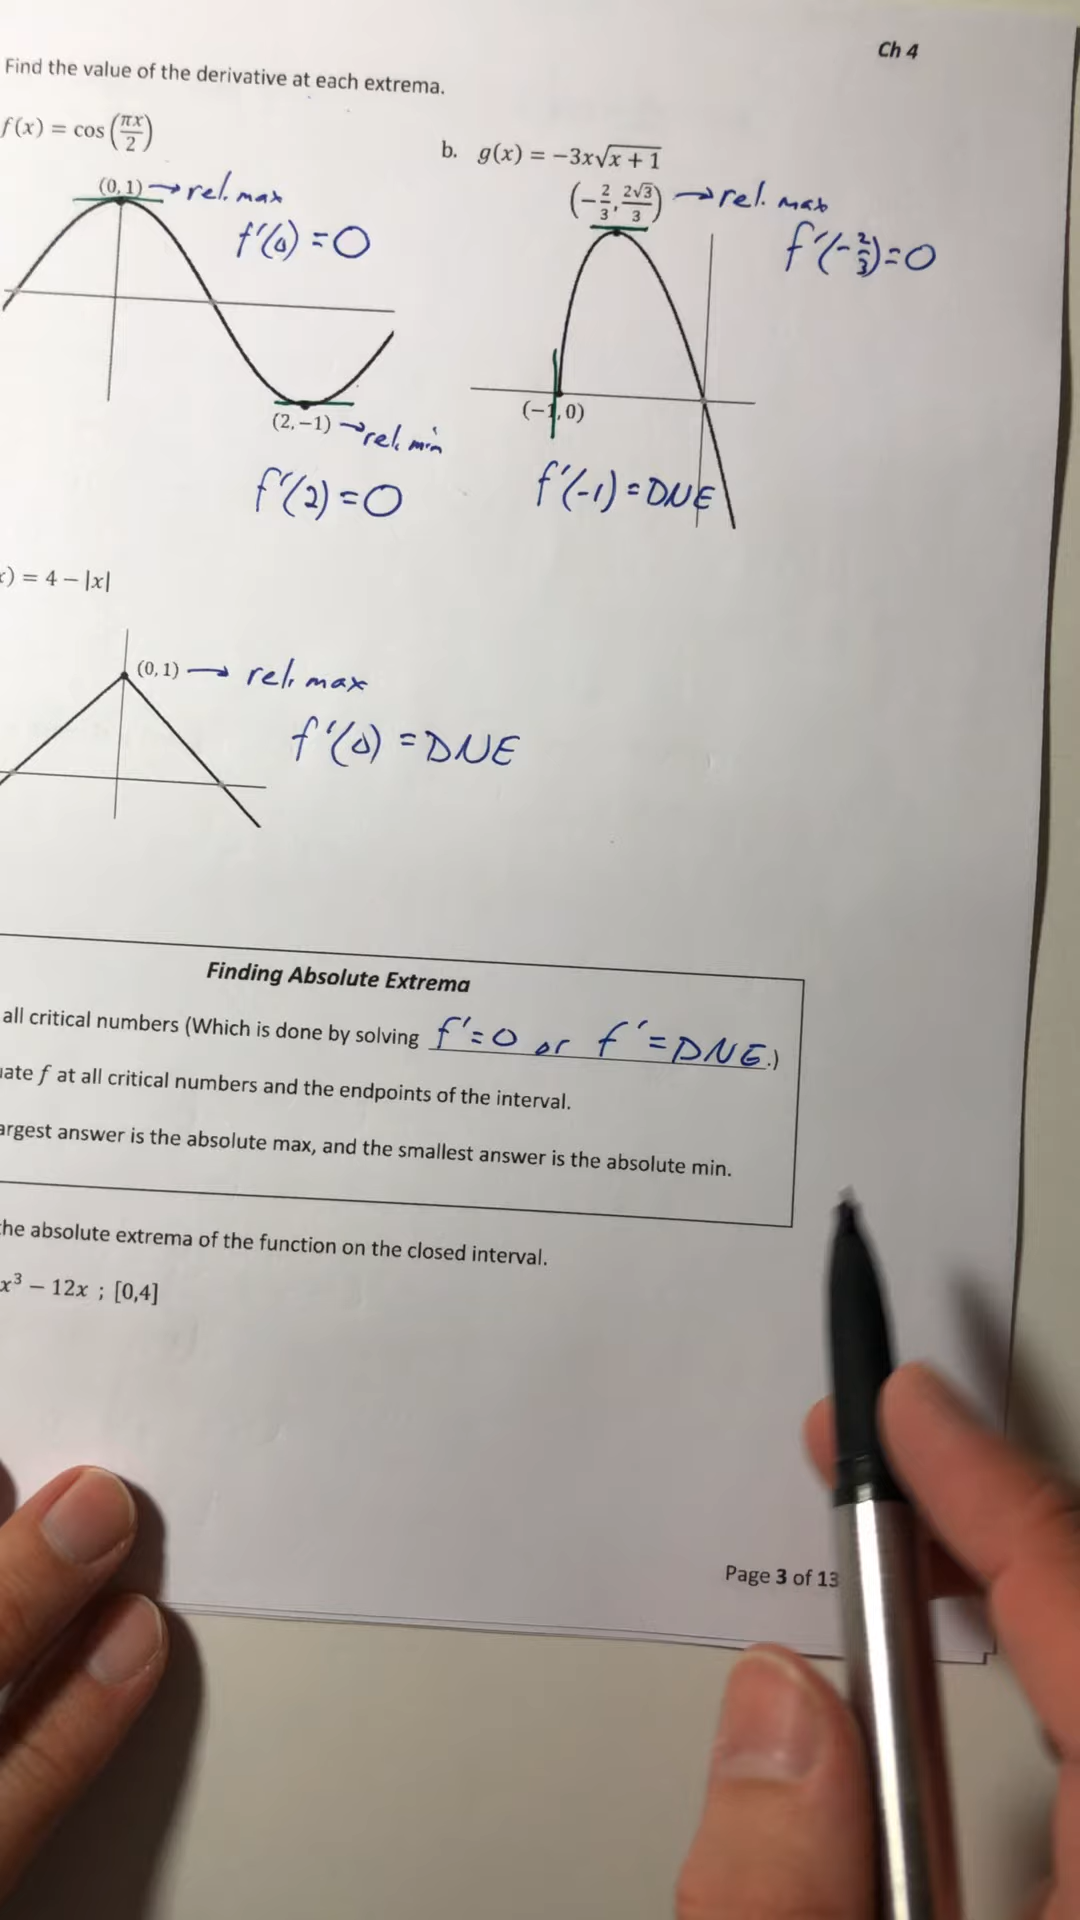 Ch 4
Find the value of the derivative at each extrema.
f(x) = cos(πx/2)
b. g(x) = −3x√(x + 1)
(0, 1) → rel. max
f'(0) = 0
(−2/3, 2√3/3) → rel. max
f'(-2/3) = 0
(2, −1) → rel. min
f'(2) = 0
(−1, 0)
f'(-1) = DNE
) = 4 − |x|
(0, 1) → rel. max
f'(0) = DNE
Finding Absolute Extrema
all critical numbers (Which is done by solving f'=0 or f'=DNE.)
f at all critical numbers and the endpoints of the interval.
answer is the absolute max, and the smallest answer is the absolute min.
absolute extrema of the function on the closed interval.
x³ − 12x ; [0,4]
Page 3 of 13